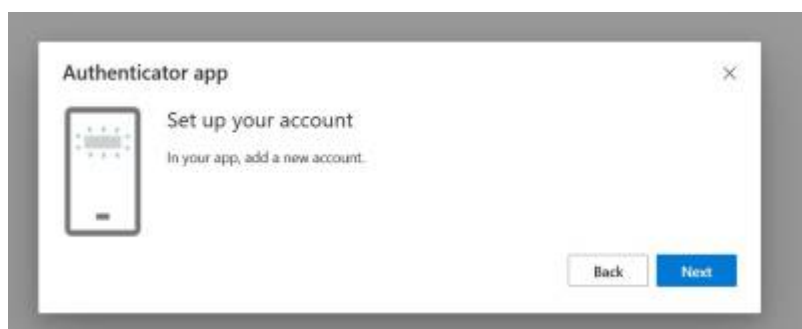 Authenticator app
Set up your account
In your app, add a new account.
Back Next